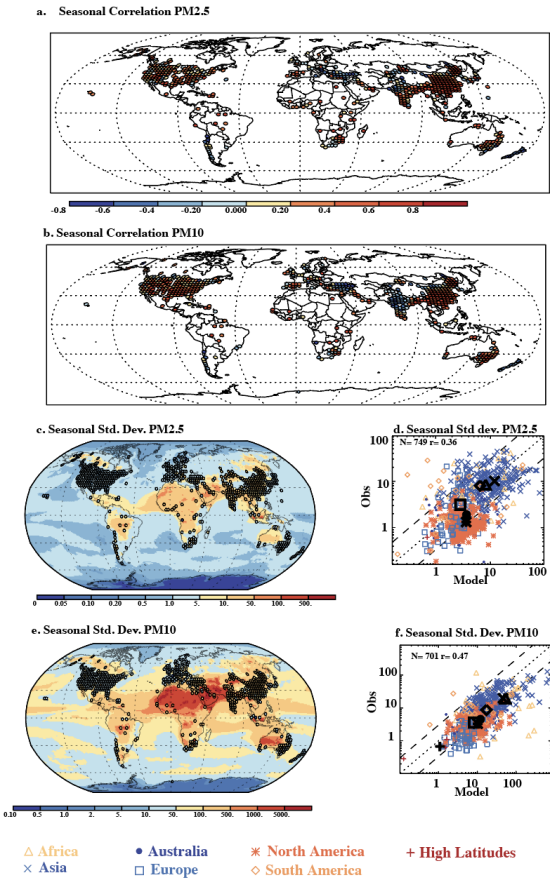 a. Seasonal Correlation PM2.5
-0.8 -0.6 -0.4 -0.20 0.000 0.20 0.4 0.6 0.8
b. Seasonal Correlation PM10
c. Seasonal Std. Dev. PM2.5
0 0.05 0.10 0.20 0.5 1.0 5. 10. 50. 100. 500.
d. Seasonal Std dev. PM2.5
N= 749 r= 0.36
100
10
1
Obs
1 10 100
Model
e. Seasonal Std. Dev. PM10
0.10 0.5 1.0 2. 5. 10. 50. 100. 500. 1000. 5000.
f. Seasonal Std. Dev. PM10
N= 701 r= 0.47
100
10
1
Obs
1 10 100
Model
Africa
Asia
Australia
Europe
North America
South America
High Latitudes